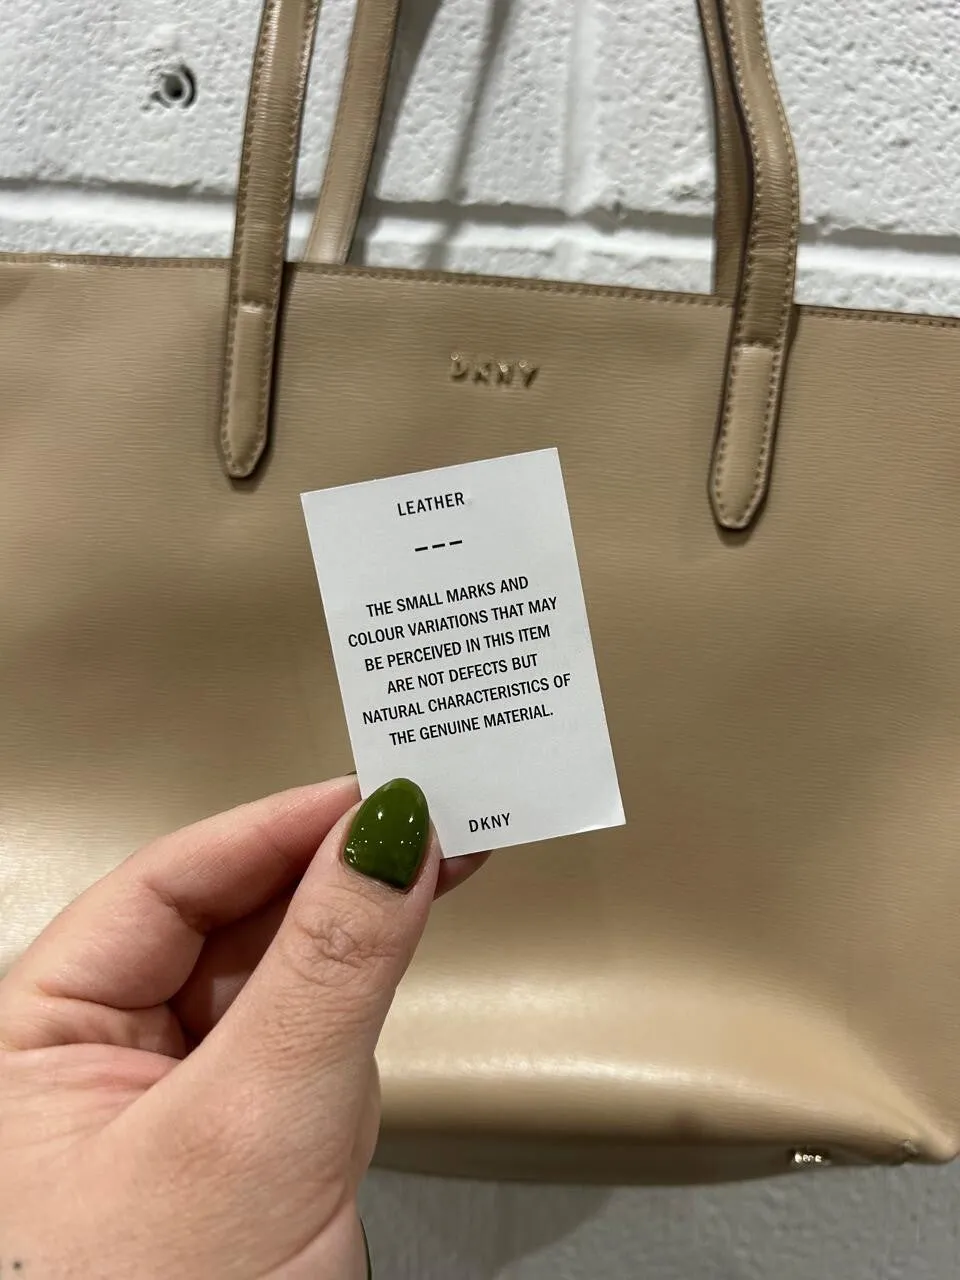 DKNY
LEATHER
---
THE SMALL MARKS AND
COLOUR VARIATIONS THAT MAY
BE PERCEIVED IN THIS ITEM
ARE NOT DEFECTS BUT
NATURAL CHARACTERISTICS OF
THE GENUINE MATERIAL.
DKNY